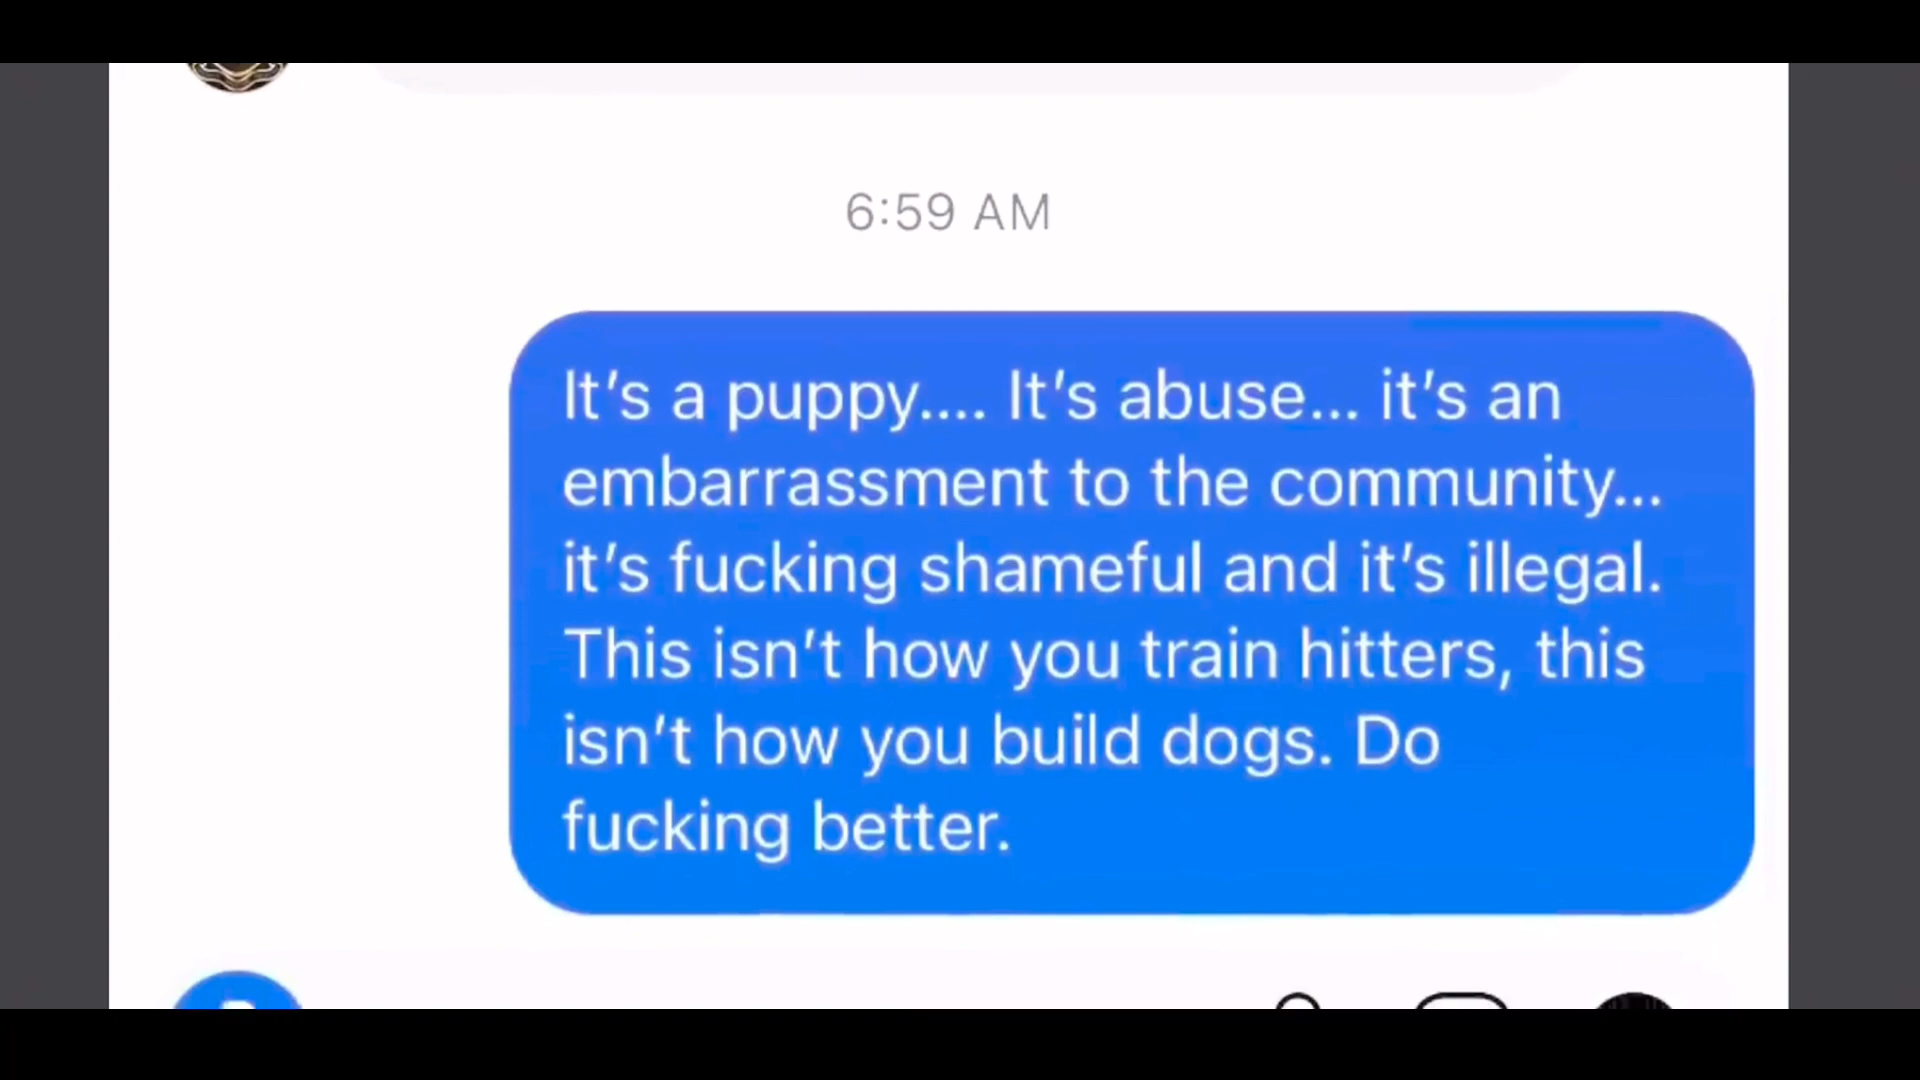 6:59 AM
It's a puppy.... It's abuse... it's an
embarrassment to the community...
it's fucking shameful and it's illegal.
This isn't how you train hitters, this
isn't how you build dogs. Do
fucking better.